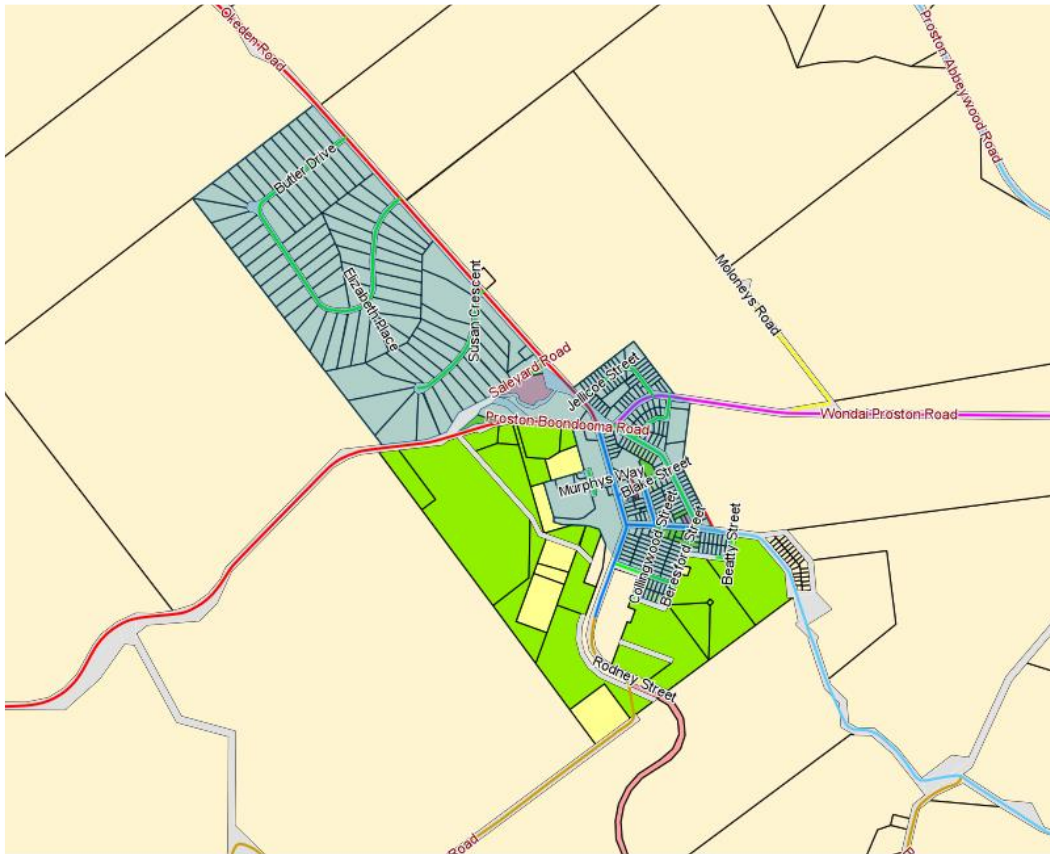 Okeden Road
Proston Abbeywood Road
Butler Drive
Moloneys Road
Elizabeth Place
Susan Crescent
Saleyard Road
Jellicoe Street
Wondai Proston Road
Proston Boondooma Road
Murphys Way
Blake Street
Collingwood Street
Beresford Street
Beatty Street
Rodney Street
Road